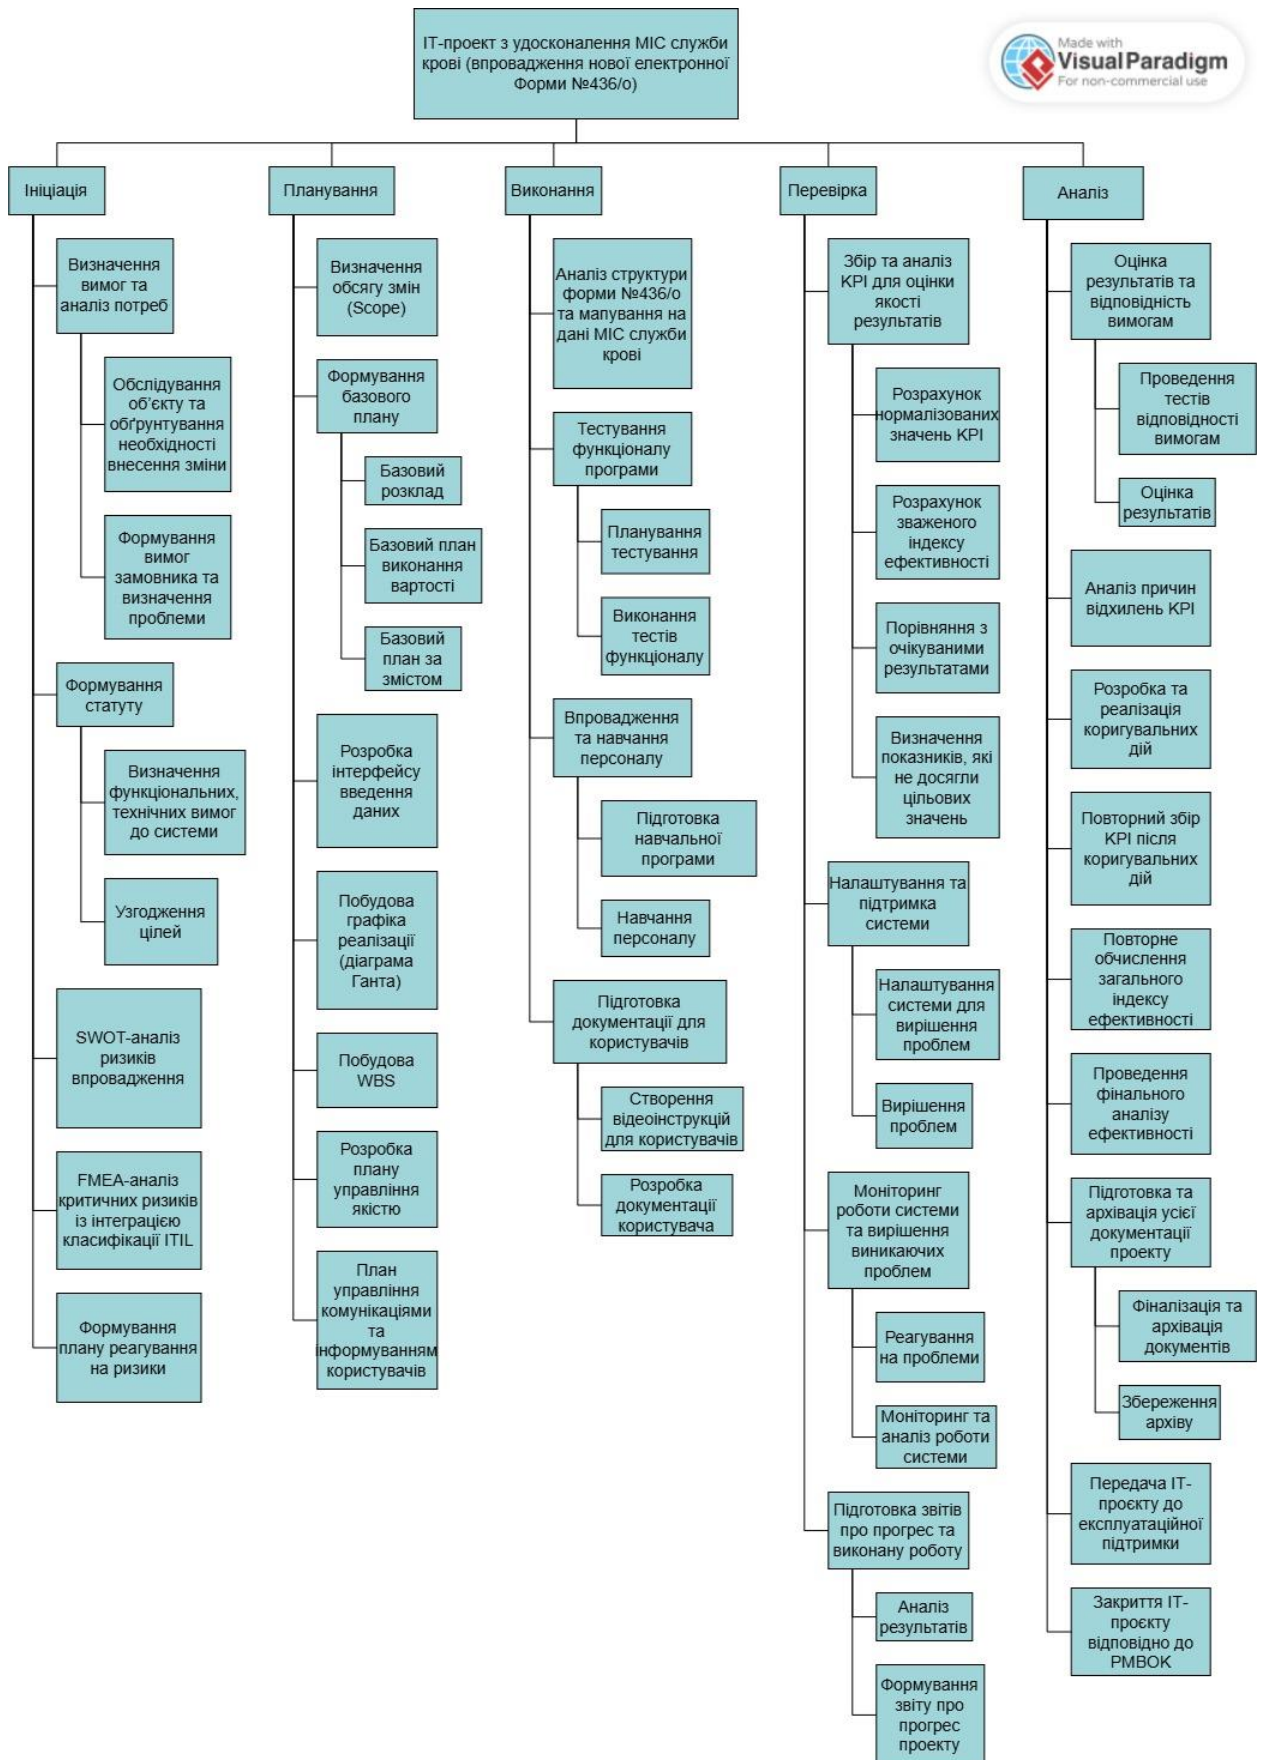 ІТ-проект з удосконалення МІС служби
крові (впровадження нової електронної
Форми №436/о)
Made with
Visual Paradigm
For non-commercial use
Ініціація
Визначення
вимог та
аналіз потреб
Обслідування
об'єкту та
обґрунтування
необхідності
внесення зміни
Формування
вимог
замовника та
визначення
проблеми
Формування
статуту
Визначення
функціональних,
технічних вимог
до системи
Узгодження
цілей
SWOT-аналіз
ризиків
впровадження
FMEA-аналіз
критичних ризиків
із інтеграцією
класифікації ITIL
Формування
плану реагування
на ризики
Планування
Визначення
обсягу змін
(Scope)
Формування
базового
плану
Базовий
розклад
Базовий план
виконання
вартості
Базовий
план за
змістом
Розробка
інтерфейсу
введення
даних
Побудова
графіка
реалізації
(діаграма
Ганта)
Побудова
WBS
Розробка
плану
управління
якістю
План
управління
комунікаціями
та
інформуванням
користувачів
Виконання
Аналіз структури
форми №436/о
та мапування на
дані МІС служби
крові
Тестування
функціоналу
програми
Планування
тестування
Виконання
тестів
функціоналу
Впровадження
та навчання
персоналу
Підготовка
навчальної
програми
Навчання
персоналу
Підготовка
документації для
користувачів
Створення
відеоінструкцій
для користувачів
Розробка
документації
користувача
Перевірка
Збір та аналіз
KPI для оцінки
якості
результатів
Розрахунок
нормалізованих
значень KPI
Розрахунок
зваженого
індексу
ефективності
Порівняння з
очікуваними
результатами
Визначення
показників, які
не досягли
цільових
значень
Налаштування та
підтримка
системи
Налаштування
системи для
вирішення
проблем
Вирішення
проблем
Моніторинг
роботи системи
та вирішення
виникаючих
проблем
Реагування
на проблеми
Моніторинг та
аналіз роботи
системи
Підготовка звітів
про прогрес та
виконану роботу
Аналіз
результатів
Формування
звіту про
прогрес
проекту
Аналіз
Оцінка
результатів та
відповідність
вимогам
Проведення
тестів
відповідності
вимогам
Оцінка
результатів
Аналіз причин
відхилень KPI
Розробка та
реалізація
коригувальних
дій
Повторний збір
KPI після
коригувальних
дій
Повторне
обчислення
загального
індексу
ефективності
Проведення
фінального
аналізу
ефективності
Підготовка та
архівація усієї
документації
проекту
Фіналізація та
архівація
документів
Збереження
архіву
Передача ІТ-
проєкту до
експлуатаційної
підтримки
Закриття ІТ-
проєкту
відповідно до
PMBOK